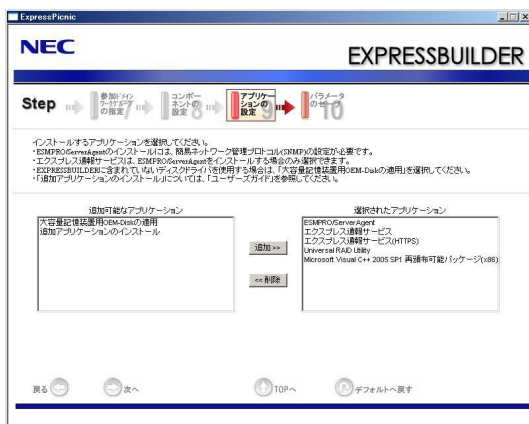 ExpressPicnic
NEC
EXPRESSBUILDER
Step
参加ドメイン
ワークグループ
の指定 7
コンポー
ネントの
設定 8
アプリケー
ションの
設定 9
パラメータ
のセーブ 10
インストールするアプリケーションを選択してください。
・ESMPRO/ServerAgentのインストールには、簡易ネットワーク管理プロトコル(SNMP)の設定が必要です。
・エクスプレス通報サービスは、ESMPRO/ServerAgentをインストールする場合のみ選択できます。
・EXPRESSBUILDERに含まれていないディスクドライバを使用する場合は、「大容量記憶装置用OEM-Diskの適用」を選択してください。
・「追加アプリケーションのインストール」については、「ユーザーズガイド」を参照してください。
追加可能なアプリケーション
選択されたアプリケーション
大容量記憶装置用OEM-Diskの適用
追加アプリケーションのインストール
追加 >>
<< 削除
ESMPRO/ServerAgent
エクスプレス通報サービス
エクスプレス通報サービス(HTTPS)
Universal RAID Utility
Microsoft Visual C++ 2005 SP1 再頒布可能パッケージ(x86)
戻る
次へ
TOPへ
デフォルトへ戻す